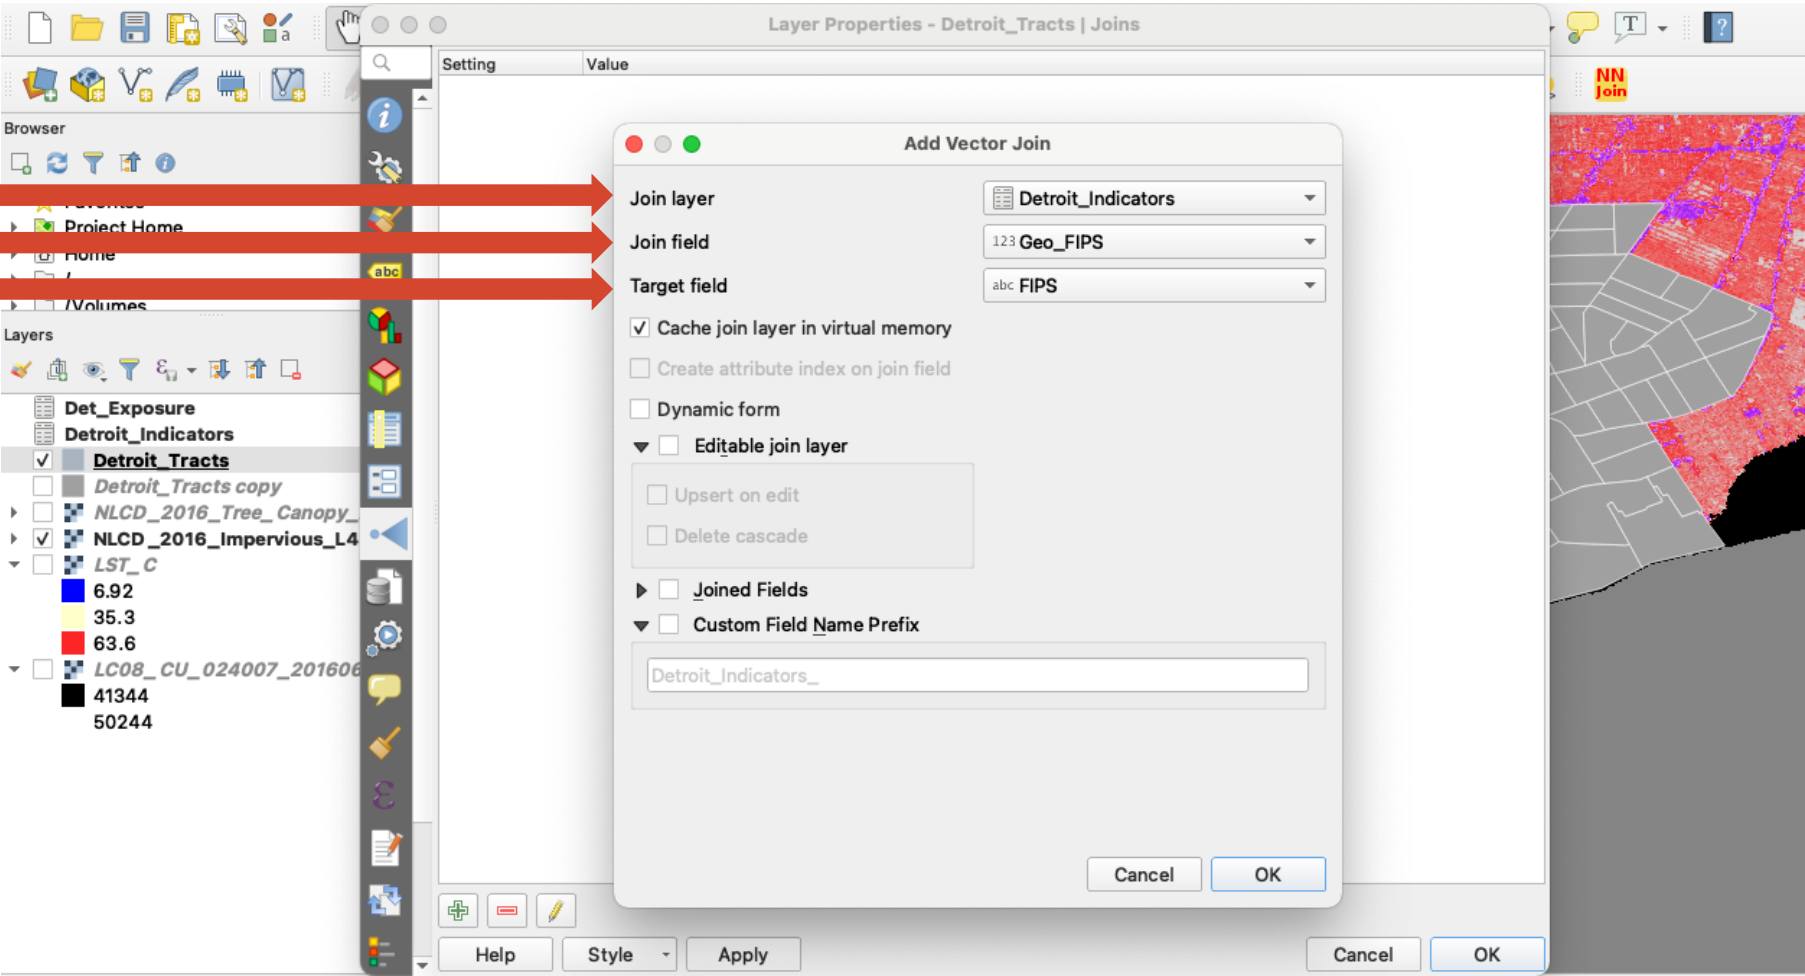 Layer Properties - Detroit_Tracts | Joins
a
T
?
NN
Join
Setting
Value
Browser
Project Home
Home
/
/Volumes
Layers
Det_Exposure
Detroit_Indicators
Detroit_Tracts
Detroit_Tracts copy
NLCD_2016_Tree_Canopy_
NLCD_2016_Impervious_L4
LST_C
6.92
35.3
63.6
LC08_CU_024007_201606
41344
50244
abc
Add Vector Join
Join layer
Detroit_Indicators
Join field
123 Geo_FIPS
Target field
abc FIPS
Cache join layer in virtual memory
Create attribute index on join field
Dynamic form
Editable join layer
Upsert on edit
Delete cascade
Joined Fields
Custom Field Name Prefix
Detroit_Indicators_
Cancel
OK
Help
Style
Apply
Cancel
OK